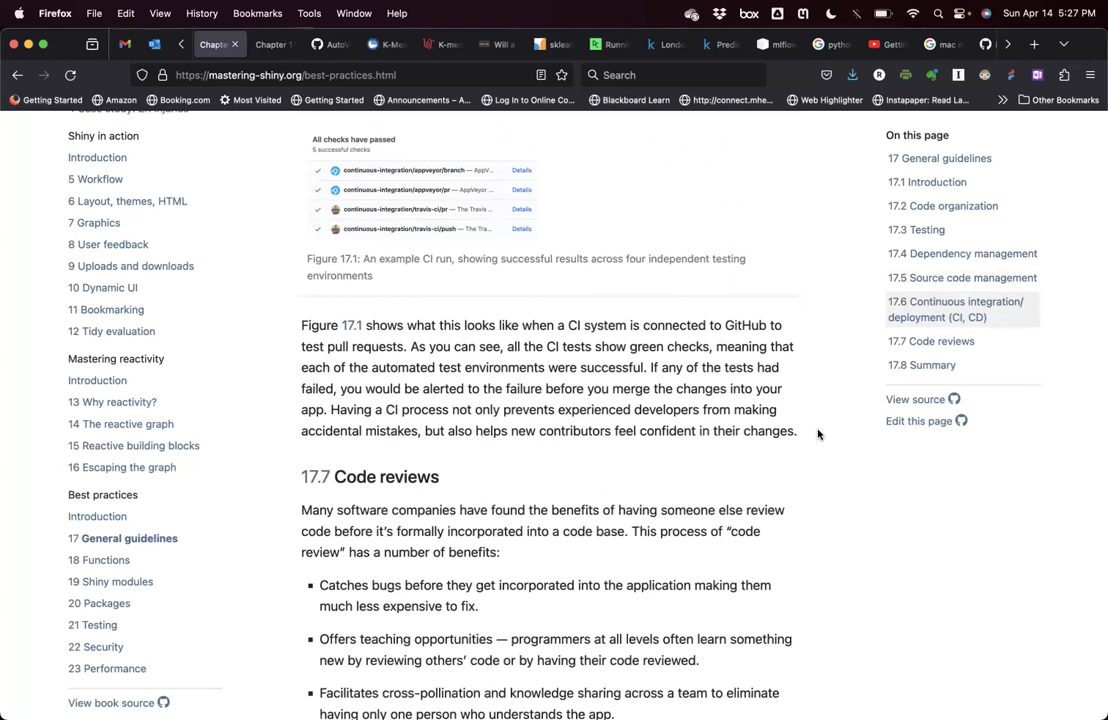 Firefox File Edit View History Bookmarks Tools Window Help
box
Sun Apr 14 5:27 PM
Chapte
Chapter 1
AutoV
K-Me
K-me
Will a
sklea
Runni
Londo
Predic
mlflow
python
Getti
mac m
https://mastering-shiny.org/best-practices.html
Search
Getting Started
Amazon
Booking.com
Most Visited
Getting Started
Announcements – A...
Log In to Online Co...
Blackboard Learn
http://connect.mhe...
Web Highlighter
Instapaper: Read La...
Other Bookmarks
Shiny in action
Introduction
5 Workflow
6 Layout, themes, HTML
7 Graphics
8 User feedback
9 Uploads and downloads
10 Dynamic UI
11 Bookmarking
12 Tidy evaluation
Mastering reactivity
Introduction
13 Why reactivity?
14 The reactive graph
15 Reactive building blocks
16 Escaping the graph
Best practices
Introduction
17 General guidelines
18 Functions
19 Shiny modules
20 Packages
21 Testing
22 Security
23 Performance
View book source
All checks have passed
5 successful checks
continuous-integration/appveyor/branch — AppV... Details
continuous-integration/appveyor/pr — AppVeyor ... Details
continuous-integration/travis-ci/pr — The Travis ... Details
continuous-integration/travis-ci/push — The Tra... Details
Figure 17.1: An example CI run, showing successful results across four independent testing
environments
Figure 17.1 shows what this looks like when a CI system is connected to GitHub to
test pull requests. As you can see, all the CI tests show green checks, meaning that
each of the automated test environments were successful. If any of the tests had
failed, you would be alerted to the failure before you merge the changes into your
app. Having a CI process not only prevents experienced developers from making
accidental mistakes, but also helps new contributors feel confident in their changes.
17.7 Code reviews
Many software companies have found the benefits of having someone else review
code before it’s formally incorporated into a code base. This process of “code
review” has a number of benefits:
▪ Catches bugs before they get incorporated into the application making them
much less expensive to fix.
▪ Offers teaching opportunities — programmers at all levels often learn something
new by reviewing others’ code or by having their code reviewed.
▪ Facilitates cross-pollination and knowledge sharing across a team to eliminate
having only one person who understands the app.
On this page
17 General guidelines
17.1 Introduction
17.2 Code organization
17.3 Testing
17.4 Dependency management
17.5 Source code management
17.6 Continuous integration/
deployment (CI, CD)
17.7 Code reviews
17.8 Summary
View source
Edit this page